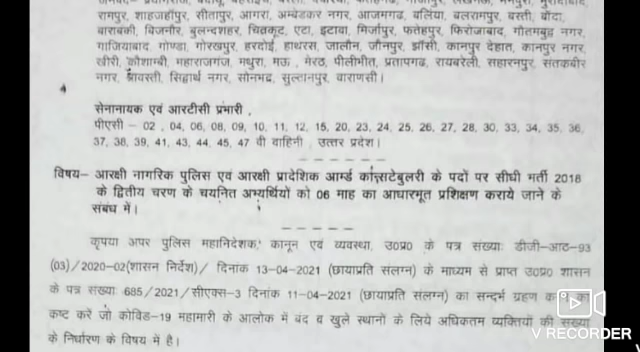 रामपुर, शाहजहाँपुर, सीतापुर, आगरा, अम्बेडकर नगर, आजमगढ, बलिया, बलरामपुर, बस्ती, बाँदा,
बाराबंकी, बिजनौर, बुलन्दशहर, चित्रकूट, एटा, इटावा, मिर्जापुर, फतेहपुर, फिरोजाबाद, गौतमबुद्ध नगर,
गाजियाबाद, गोण्डा, गोरखपुर, हरदोई, हाथरस, जालौन, जौनपुर, झाँसी, कानपुर देहात, कानपुर नगर,
खीरी, कौशाम्बी, महाराजगंज, मथुरा, मऊ, मेरठ, पीलीभीत, प्रतापगढ, रायबरेली, सहारनपुर, संतकबीर
नगर, श्रावस्ती, सिद्धार्थ नगर, सोनभद्र, सुल्तानपुर, वाराणसी।
सेनानायक एवं आरटीसी प्रभारी,
पीएसी – 02, 04, 06, 08, 09, 10, 11, 12, 15, 20, 23, 24, 25, 26, 27, 28, 30, 33, 34, 35, 36,
37, 38, 39, 41, 43, 44, 45, 47 वी वाहिनी, उत्तर प्रदेश।
विषय– आरक्षी नागरिक पुलिस एवं आरक्षी प्रादेशिक आर्म्ड कांस्टेबुलरी के पदों पर सीधी भर्ती 2018
के द्वितीय चरण के चयनित अभ्यर्थियों को 06 माह का आधारभूत प्रशिक्षण कराये जाने के
संबंध में।
कृपया अपर पुलिस महानिदेशक, कानून एवं व्यवस्था, उ0प्र0 के पत्र संख्याः डीजी–आठ–93
(03)/2020–02(शासन निर्देश)/ दिनांक 13–04–2021 (छायाप्रति संलग्न) के माध्यम से प्राप्त उ0प्र0 शासन
के पत्र संख्या 685/2021/सीएक्स–3 दिनांक 11–04–2021 (छायाप्रति संलग्न) का सन्दर्भ ग्रहण
कष्ट करें जो कोविड–19 महामारी के आलोक में बंद व खुले स्थानों के लिये अधिकतम व्यक्तियों की संख्या
के निर्धारण के विषय में है।
V RECORDER